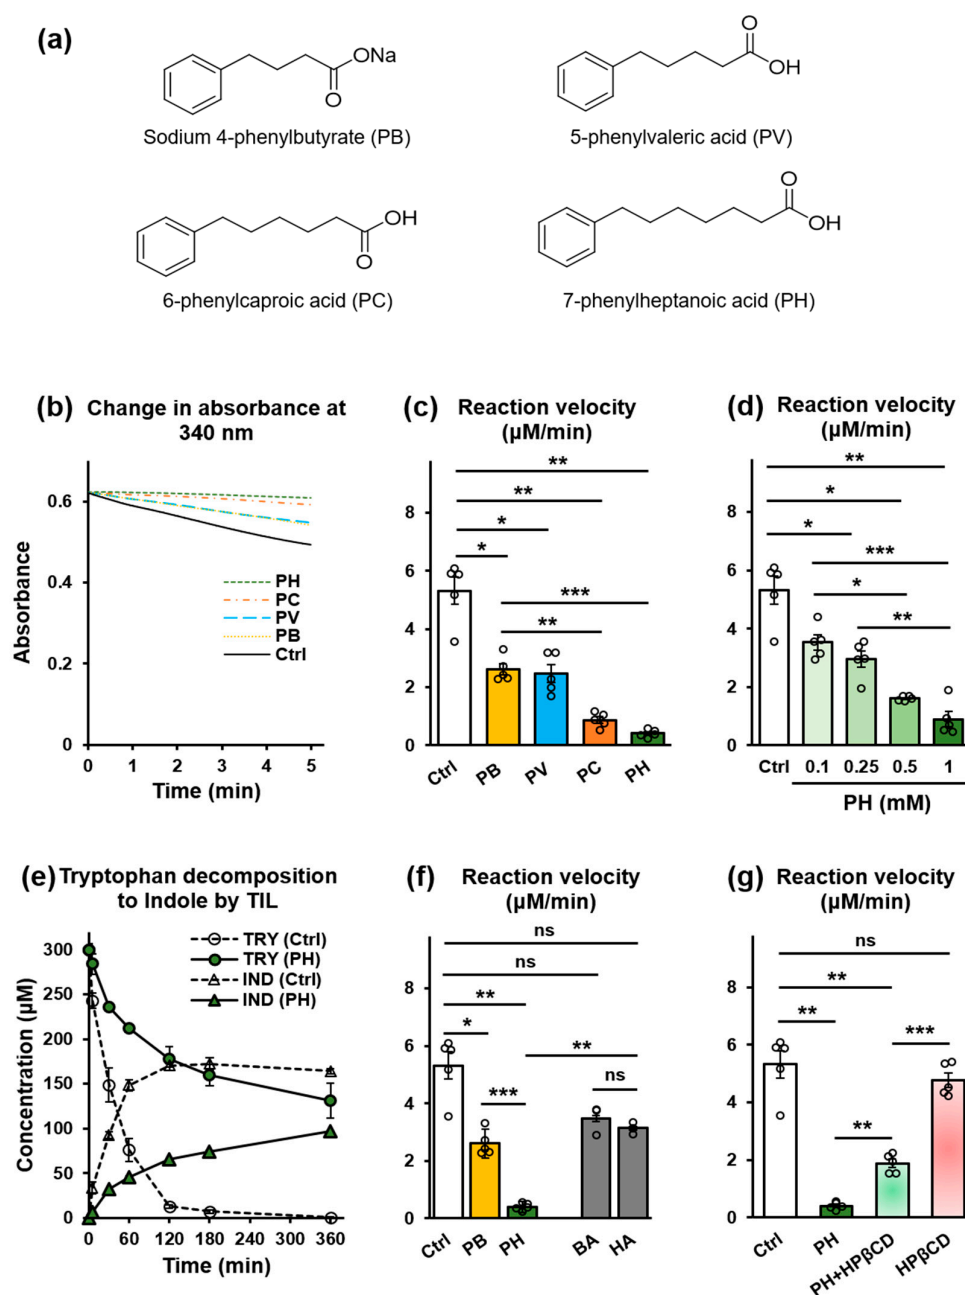 (a)
ONa
O
Sodium 4-phenylbutyrate (PB)
O
OH
5-phenylvaleric acid (PV)
OH
O
6-phenylcaproic acid (PC)
O
OH
7-phenylheptanoic acid (PH)
(b)
Change in absorbance at
340 nm
Absorbance
0.6
0.4
0.2
0
PH
PC
PV
PB
Ctrl
0 1 2 3 4 5
Time (min)
(c)
Reaction velocity
(µM/min)
**
**
*
*
***
**
8
6
4
2
0
Ctrl PB PV PC PH
(d)
Reaction velocity
(µM/min)
**
*
*
***
*
**
8
6
4
2
0
Ctrl 0.1 0.25 0.5 1
PH (mM)
(e)
Tryptophan decomposition
to Indole by TIL
TRY (Ctrl)
TRY (PH)
IND (Ctrl)
IND (PH)
Concentration (µM)
300
250
200
150
100
50
0
0 60 120 180 240 300 360
Time (min)
(f)
Reaction velocity
(µM/min)
ns
ns
**
*
**
***
ns
8
6
4
2
0
Ctrl PB PH BA HA
(g)
Reaction velocity
(µM/min)
ns
**
**
***
**
8
6
4
2
0
Ctrl PH PH+HPβCD HPβCD